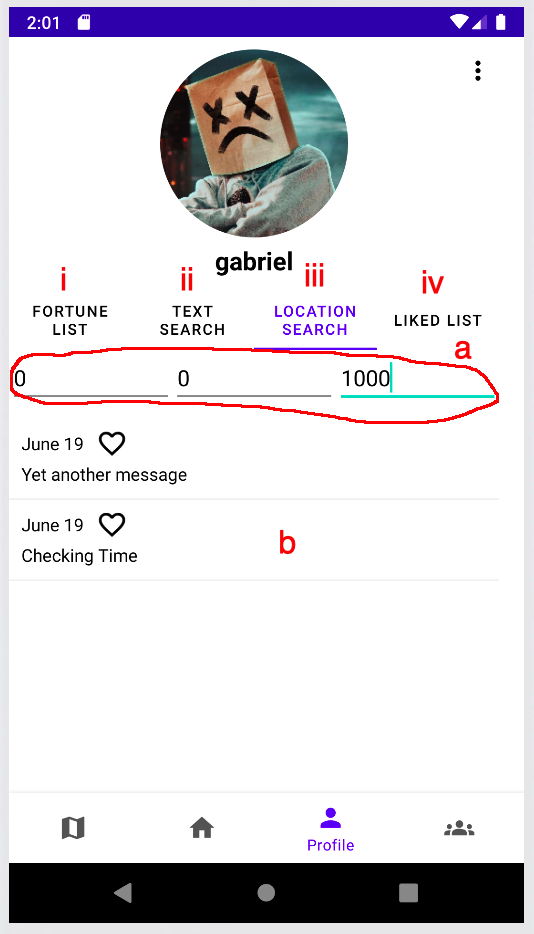 2:01
gabriel
i
ii
iii
iv
FORTUNE
LIST
TEXT
SEARCH
LOCATION
SEARCH
LIKED LIST
a
0
0
1000
June 19
Yet another message
June 19
Checking Time
b
Profile